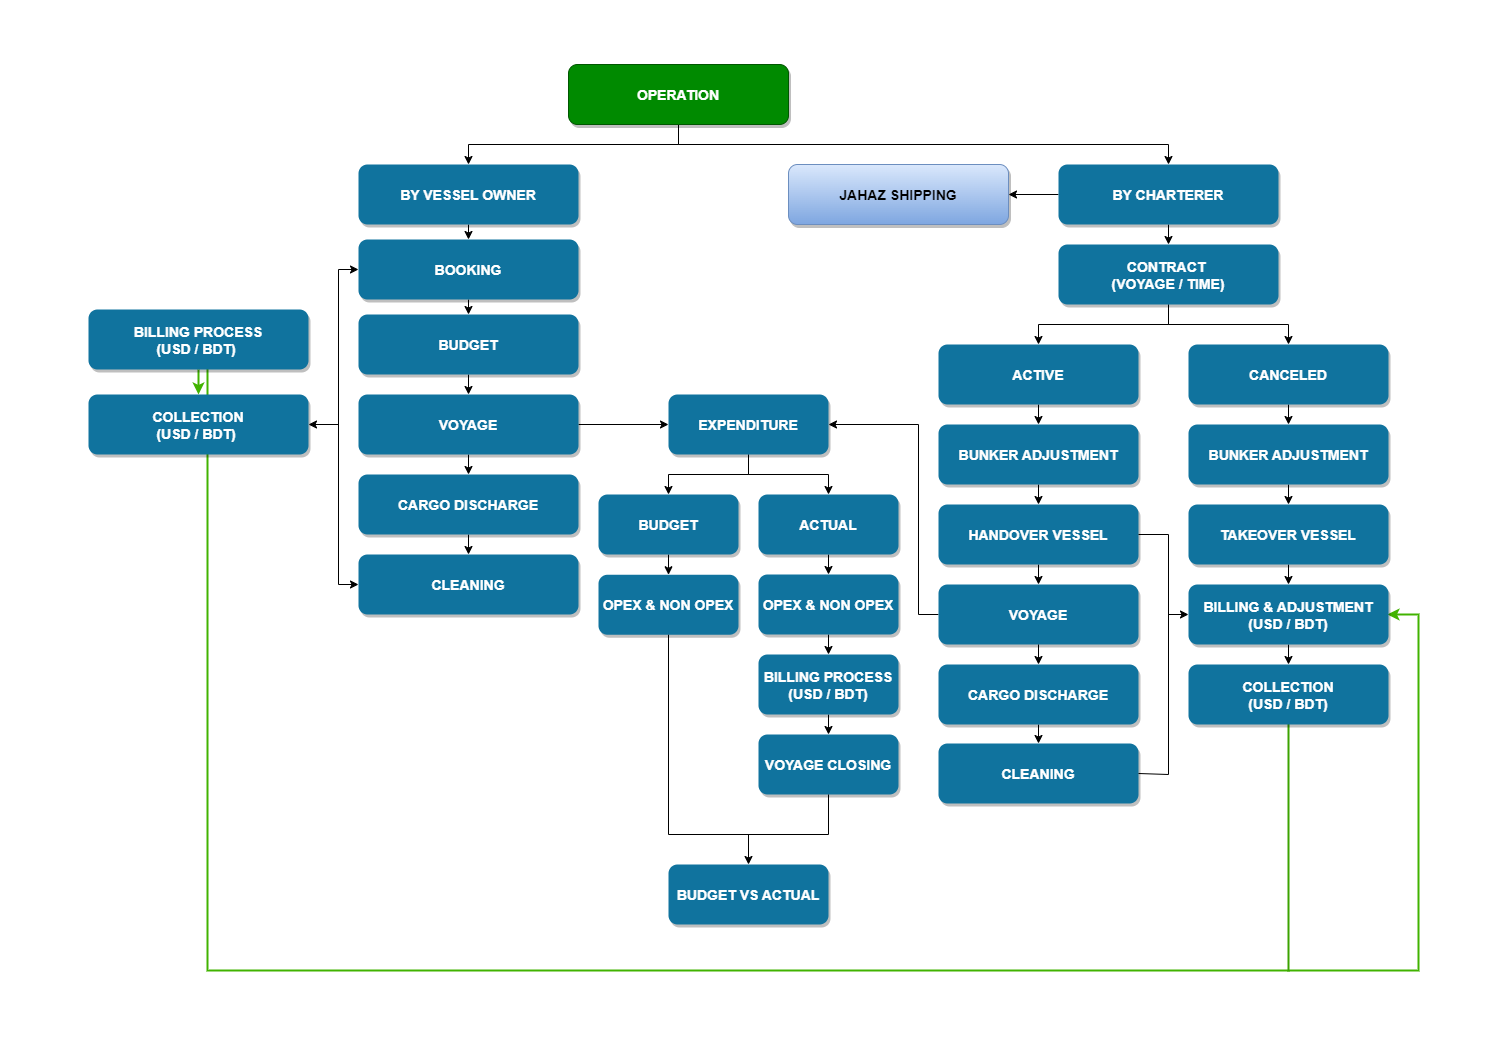 OPERATION
BY VESSEL OWNER
JAHAZ SHIPPING
BY CHARTERER
BOOKING
CONTRACT
(VOYAGE / TIME)
BILLING PROCESS
(USD / BDT)
BUDGET
ACTIVE
CANCELED
COLLECTION
(USD / BDT)
VOYAGE
EXPENDITURE
BUNKER ADJUSTMENT
BUNKER ADJUSTMENT
CARGO DISCHARGE
BUDGET
ACTUAL
HANDOVER VESSEL
TAKEOVER VESSEL
CLEANING
OPEX & NON OPEX
OPEX & NON OPEX
VOYAGE
BILLING & ADJUSTMENT
(USD / BDT)
BILLING PROCESS
(USD / BDT)
CARGO DISCHARGE
COLLECTION
(USD / BDT)
VOYAGE CLOSING
CLEANING
BUDGET VS ACTUAL